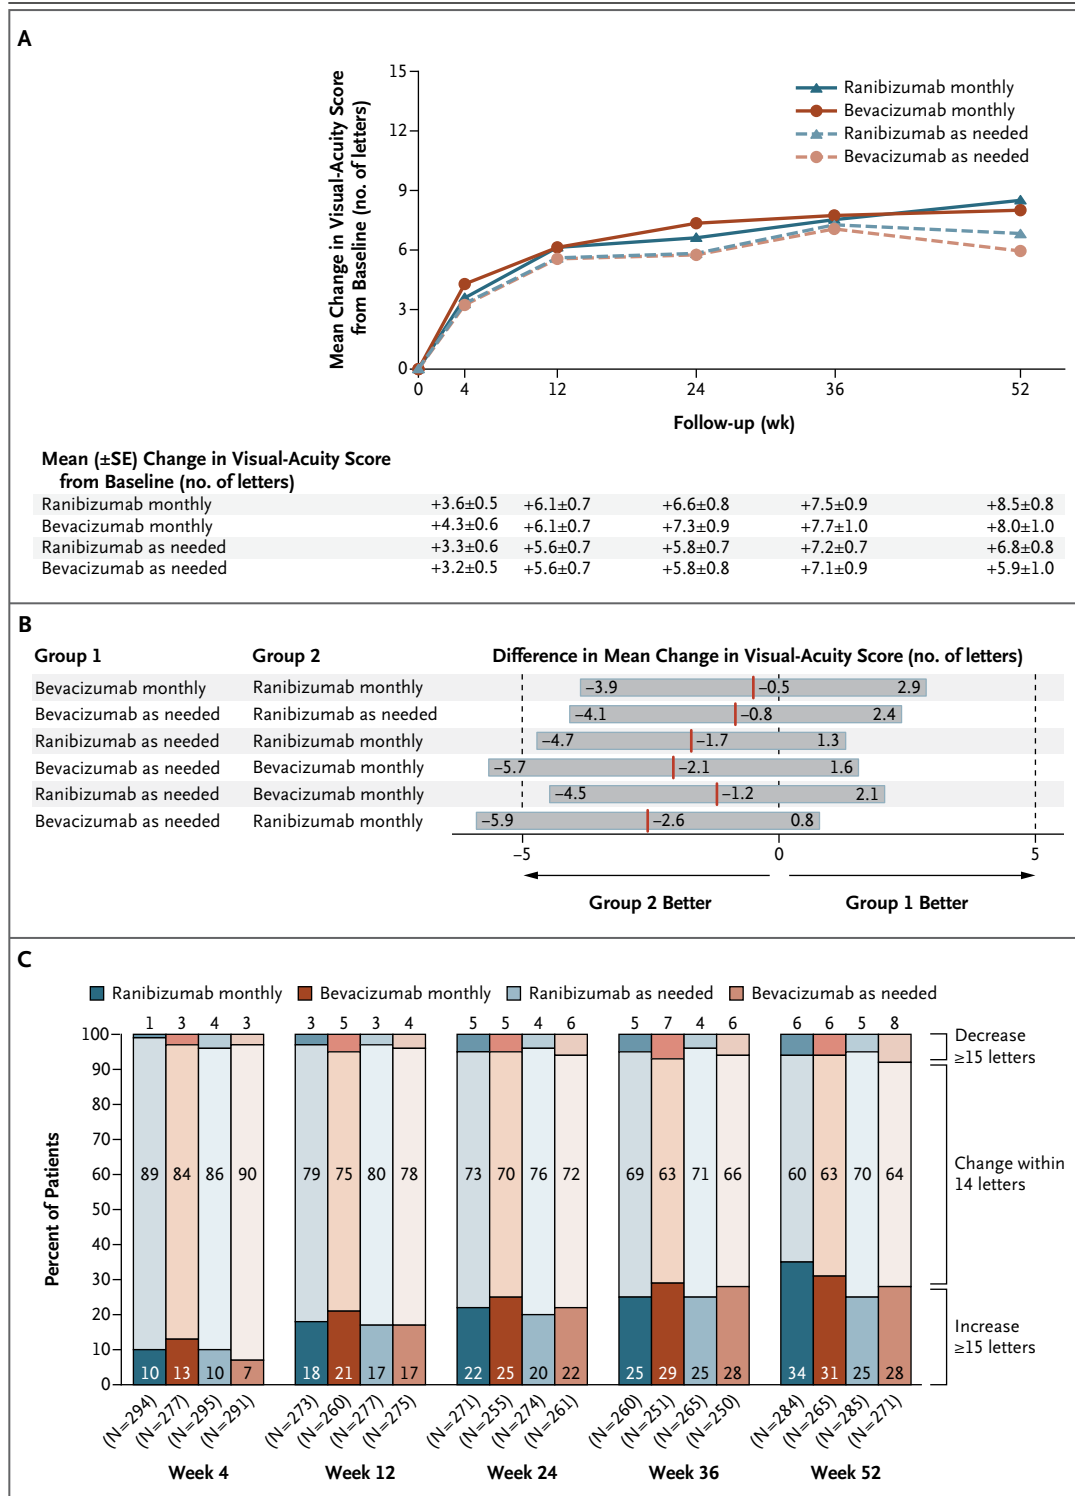 A
Mean Change in Visual-Acuity Score
from Baseline (no. of letters)
15
12
9
6
3
0
Ranibizumab monthly
Bevacizumab monthly
Ranibizumab as needed
Bevacizumab as needed
0 4 12 24 36 52
Follow-up (wk)
Mean (±SE) Change in Visual-Acuity Score
from Baseline (no. of letters)
Ranibizumab monthly +3.6±0.5 +6.1±0.7 +6.6±0.8 +7.5±0.9 +8.5±0.8
Bevacizumab monthly +4.3±0.6 +6.1±0.7 +7.3±0.9 +7.7±1.0 +8.0±1.0
Ranibizumab as needed +3.3±0.6 +5.6±0.7 +5.8±0.7 +7.2±0.7 +6.8±0.8
Bevacizumab as needed +3.2±0.5 +5.6±0.7 +5.8±0.8 +7.1±0.9 +5.9±1.0
B
Group 1 Group 2 Difference in Mean Change in Visual-Acuity Score (no. of letters)
Bevacizumab monthly Ranibizumab monthly –3.9 –0.5 2.9
Bevacizumab as needed Ranibizumab as needed –4.1 –0.8 2.4
Ranibizumab as needed Ranibizumab monthly –4.7 –1.7 1.3
Bevacizumab as needed Bevacizumab monthly –5.7 –2.1 1.6
Ranibizumab as needed Bevacizumab monthly –4.5 –1.2 2.1
Bevacizumab as needed Ranibizumab monthly –5.9 –2.6 0.8
–5 0 5
Group 2 Better Group 1 Better
C
Ranibizumab monthly Bevacizumab monthly Ranibizumab as needed Bevacizumab as needed
Percent of Patients
100
90
80
70
60
50
40
30
20
10
0
1 3 4 3 3 5 3 4 5 5 4 6 5 7 4 6 6 6 5 8
89 84 86 90 79 75 80 78 73 70 76 72 69 63 71 66 60 63 70 64
10 13 10 7 18 21 17 17 22 25 20 22 25 29 25 28 34 31 25 28
Decrease
≥15 letters
Change within
14 letters
Increase
≥15 letters
(N=294) (N=277) (N=295) (N=291) (N=273) (N=260) (N=277) (N=275) (N=271) (N=255) (N=274) (N=261) (N=260) (N=251) (N=265) (N=250) (N=284) (N=265) (N=285) (N=271)
Week 4 Week 12 Week 24 Week 36 Week 52